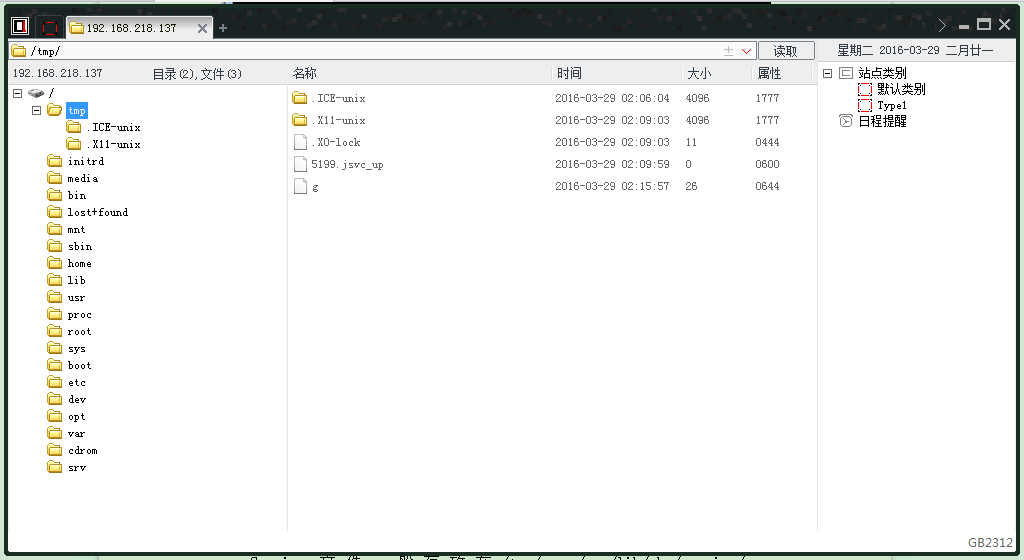 192.168.218.137
/tmp/ 读取 星期二 2016-03-29 二月廿一
192.168.218.137 目录(2),文件(3) 名称 时间 大小 属性
/
tmp
.ICE-unix
.X11-unix
initrd
media
bin
lost+found
mnt
sbin
home
lib
usr
proc
root
sys
boot
etc
dev
opt
var
cdrom
srv
.ICE-unix 2016-03-29 02:06:04 4096 1777
.X11-unix 2016-03-29 02:09:03 4096 1777
.X0-lock 2016-03-29 02:09:03 11 0444
5199.jsvc_up 2016-03-29 02:09:59 0 0600
g 2016-03-29 02:15:57 26 0644
站点类别
默认类别
Type1
日程提醒
GB2312